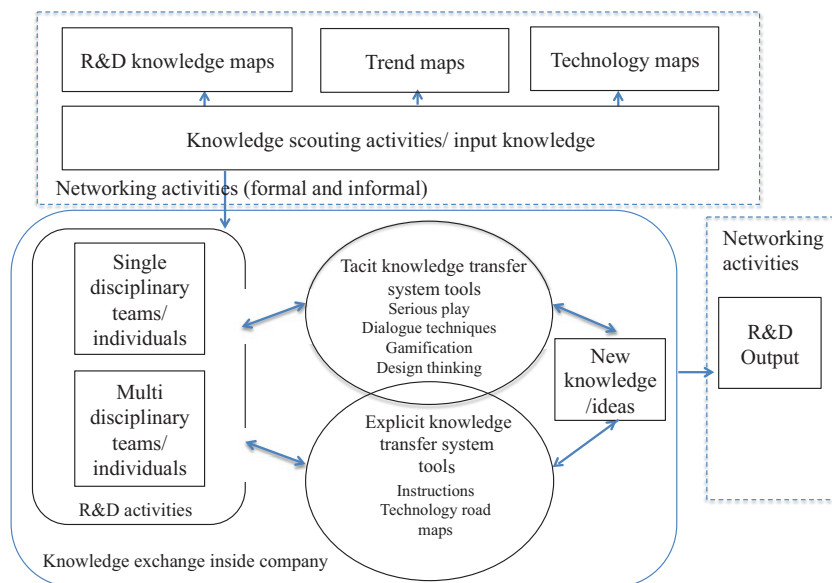 R&D knowledge maps
Trend maps
Technology maps
Knowledge scouting activities/ input knowledge
Networking activities (formal and informal)
Single
disciplinary
teams/
individuals
Multi
disciplinary
teams/
individuals
R&D activities
Tacit knowledge transfer
system tools
Serious play
Dialogue techniques
Gamification
Design thinking
Explicit knowledge
transfer system
tools
Instructions
Technology road
maps
New
knowledge
/ideas
Knowledge exchange inside company
Networking
activities
R&D
Output